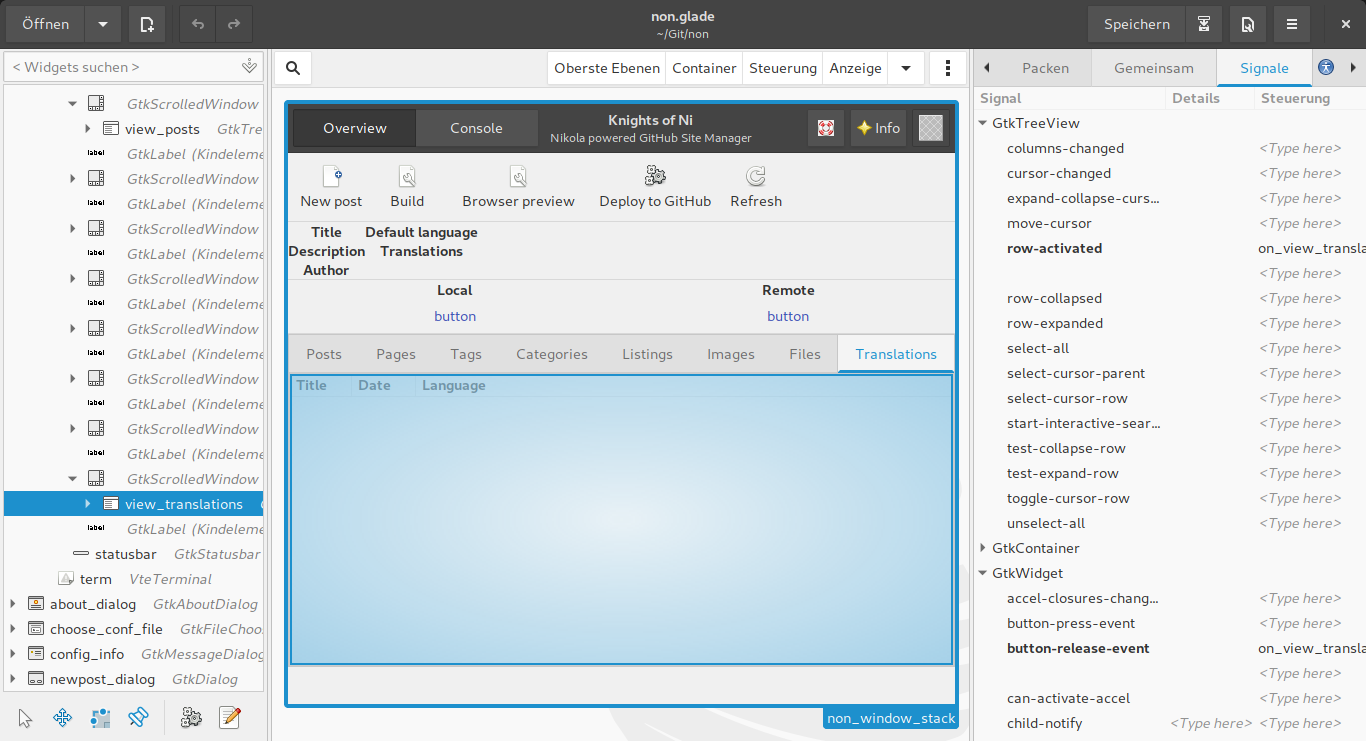 Öffnen
non.glade
~/Git/non
Speichern
< Widgets suchen >
GtkScrolledWindow
view_posts GtkTre
label GtkLabel (Kindeleme
GtkScrolledWindow
label GtkLabel (Kindeleme
GtkScrolledWindow
label GtkLabel (Kindeleme
GtkScrolledWindow
label GtkLabel (Kindeleme
GtkScrolledWindow
label GtkLabel (Kindeleme
GtkScrolledWindow
label GtkLabel (Kindeleme
GtkScrolledWindow
label GtkLabel (Kindeleme
GtkScrolledWindow
view_translations
label GtkLabel (Kindeleme
statusbar GtkStatusbar
term VteTerminal
about_dialog GtkAboutDialog
choose_conf_file GtkFileChoo
config_info GtkMessageDialog
newpost_dialog GtkDialog
Oberste Ebenen Container Steuerung Anzeige
Overview Console
Knights of Ni
Nikola powered GitHub Site Manager
Info
New post Build Browser preview Deploy to GitHub Refresh
Title Default language
Description Translations
Author
Local Remote
button button
Posts Pages Tags Categories Listings Images Files Translations
Title Date Language
non_window_stack
Packen Gemeinsam Signale
Signal Details Steuerung
GtkTreeView
columns-changed <Type here>
cursor-changed <Type here>
expand-collapse-curs... <Type here>
move-cursor <Type here>
row-activated on_view_transla
<Type here>
row-collapsed <Type here>
row-expanded <Type here>
select-all <Type here>
select-cursor-parent <Type here>
select-cursor-row <Type here>
start-interactive-sear... <Type here>
test-collapse-row <Type here>
test-expand-row <Type here>
toggle-cursor-row <Type here>
unselect-all <Type here>
GtkContainer
GtkWidget
accel-closures-chang... <Type here>
button-press-event <Type here>
button-release-event on_view_transla
<Type here>
can-activate-accel <Type here>
child-notify <Type here> <Type here>